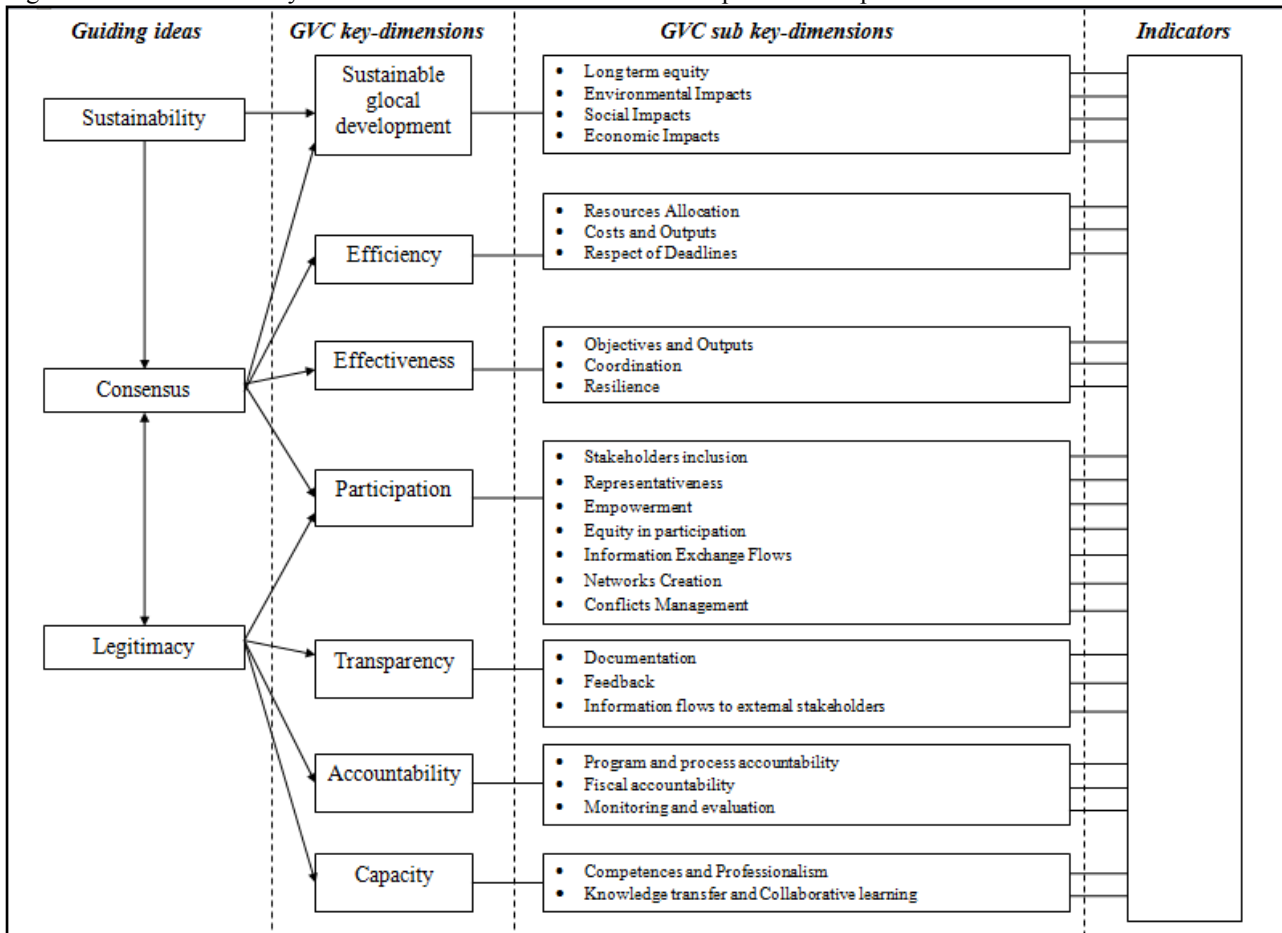 Guiding ideas
GVC key-dimensions
GVC sub key-dimensions
Indicators
Sustainability
Consensus
Legitimacy
Sustainable
glocal
development
Efficiency
Effectiveness
Participation
Transparency
Accountability
Capacity
• Long term equity
• Environmental Impacts
• Social Impacts
• Economic Impacts
• Resources Allocation
• Costs and Outputs
• Respect of Deadlines
• Objectives and Outputs
• Coordination
• Resilience
• Stakeholders inclusion
• Representativeness
• Empowerment
• Equity in participation
• Information Exchange Flows
• Networks Creation
• Conflicts Management
• Documentation
• Feedback
• Information flows to external stakeholders
• Program and process accountability
• Fiscal accountability
• Monitoring and evaluation
• Competences and Professionalism
• Knowledge transfer and Collaborative learning